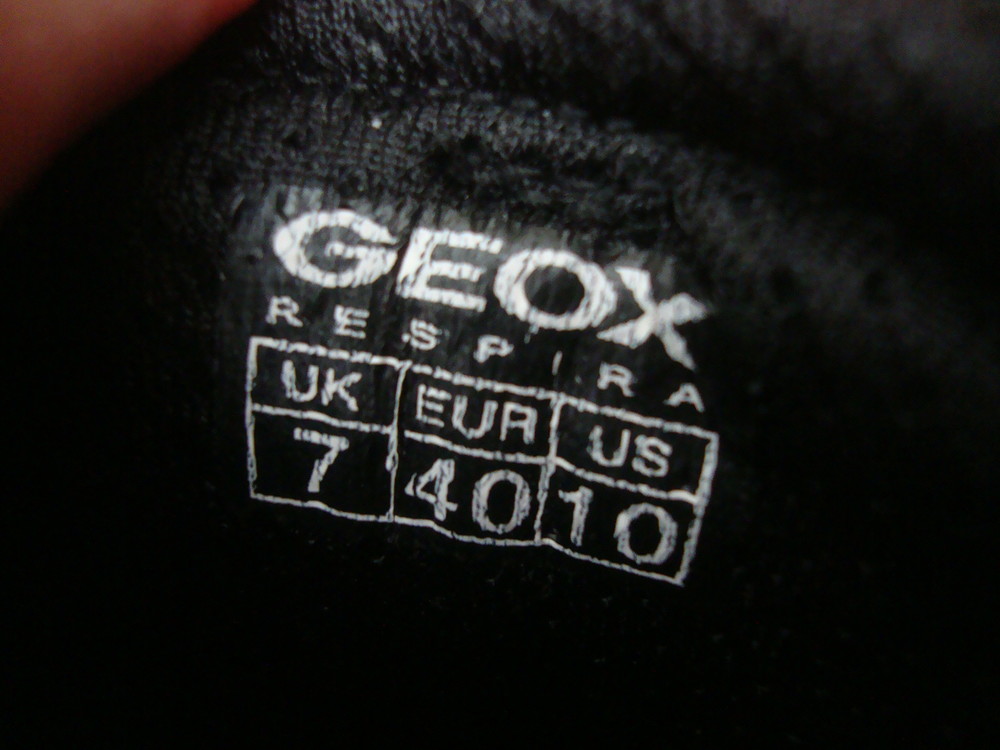 GEOX
RESPIRA
UK EUR US
7 40 10